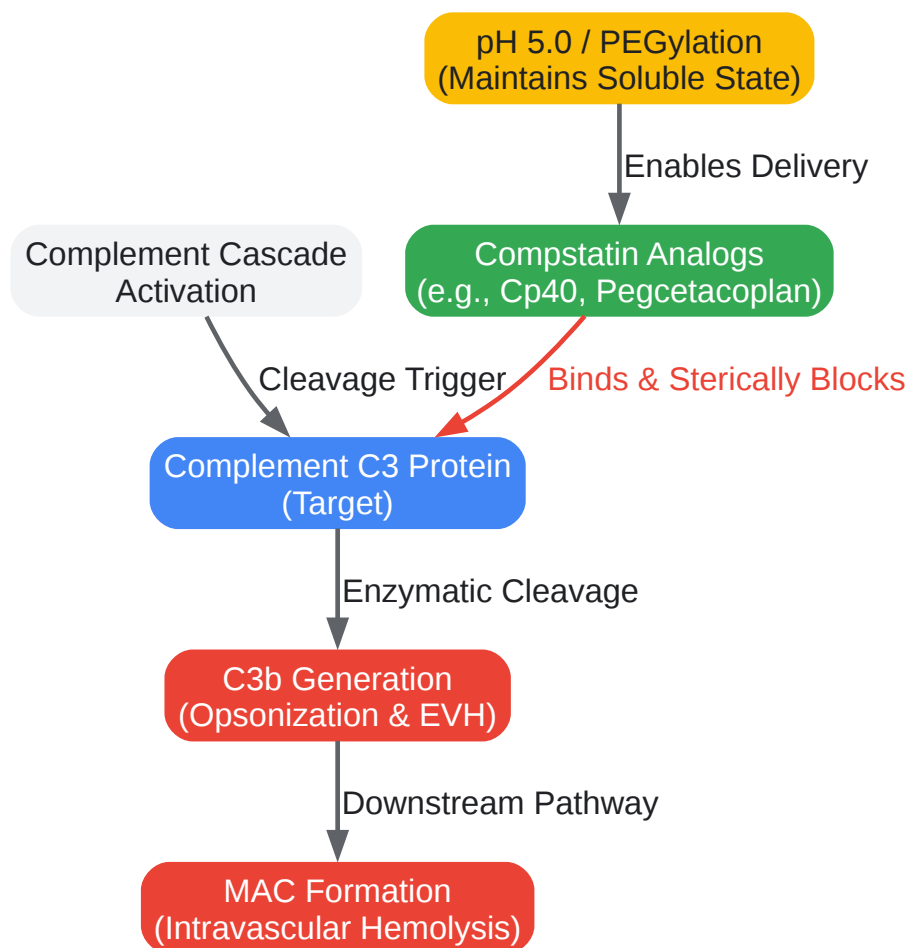 pH 5.0 / PEGylation
(Maintains Soluble State)
Enables Delivery
Complement Cascade
Activation
Compstatin Analogs
(e.g., Cp40, Pegcetacoplan)
Cleavage Trigger
Binds & Sterically Blocks
Complement C3 Protein
(Target)
Enzymatic Cleavage
C3b Generation
(Opsonization & EVH)
Downstream Pathway
MAC Formation
(Intravascular Hemolysis)